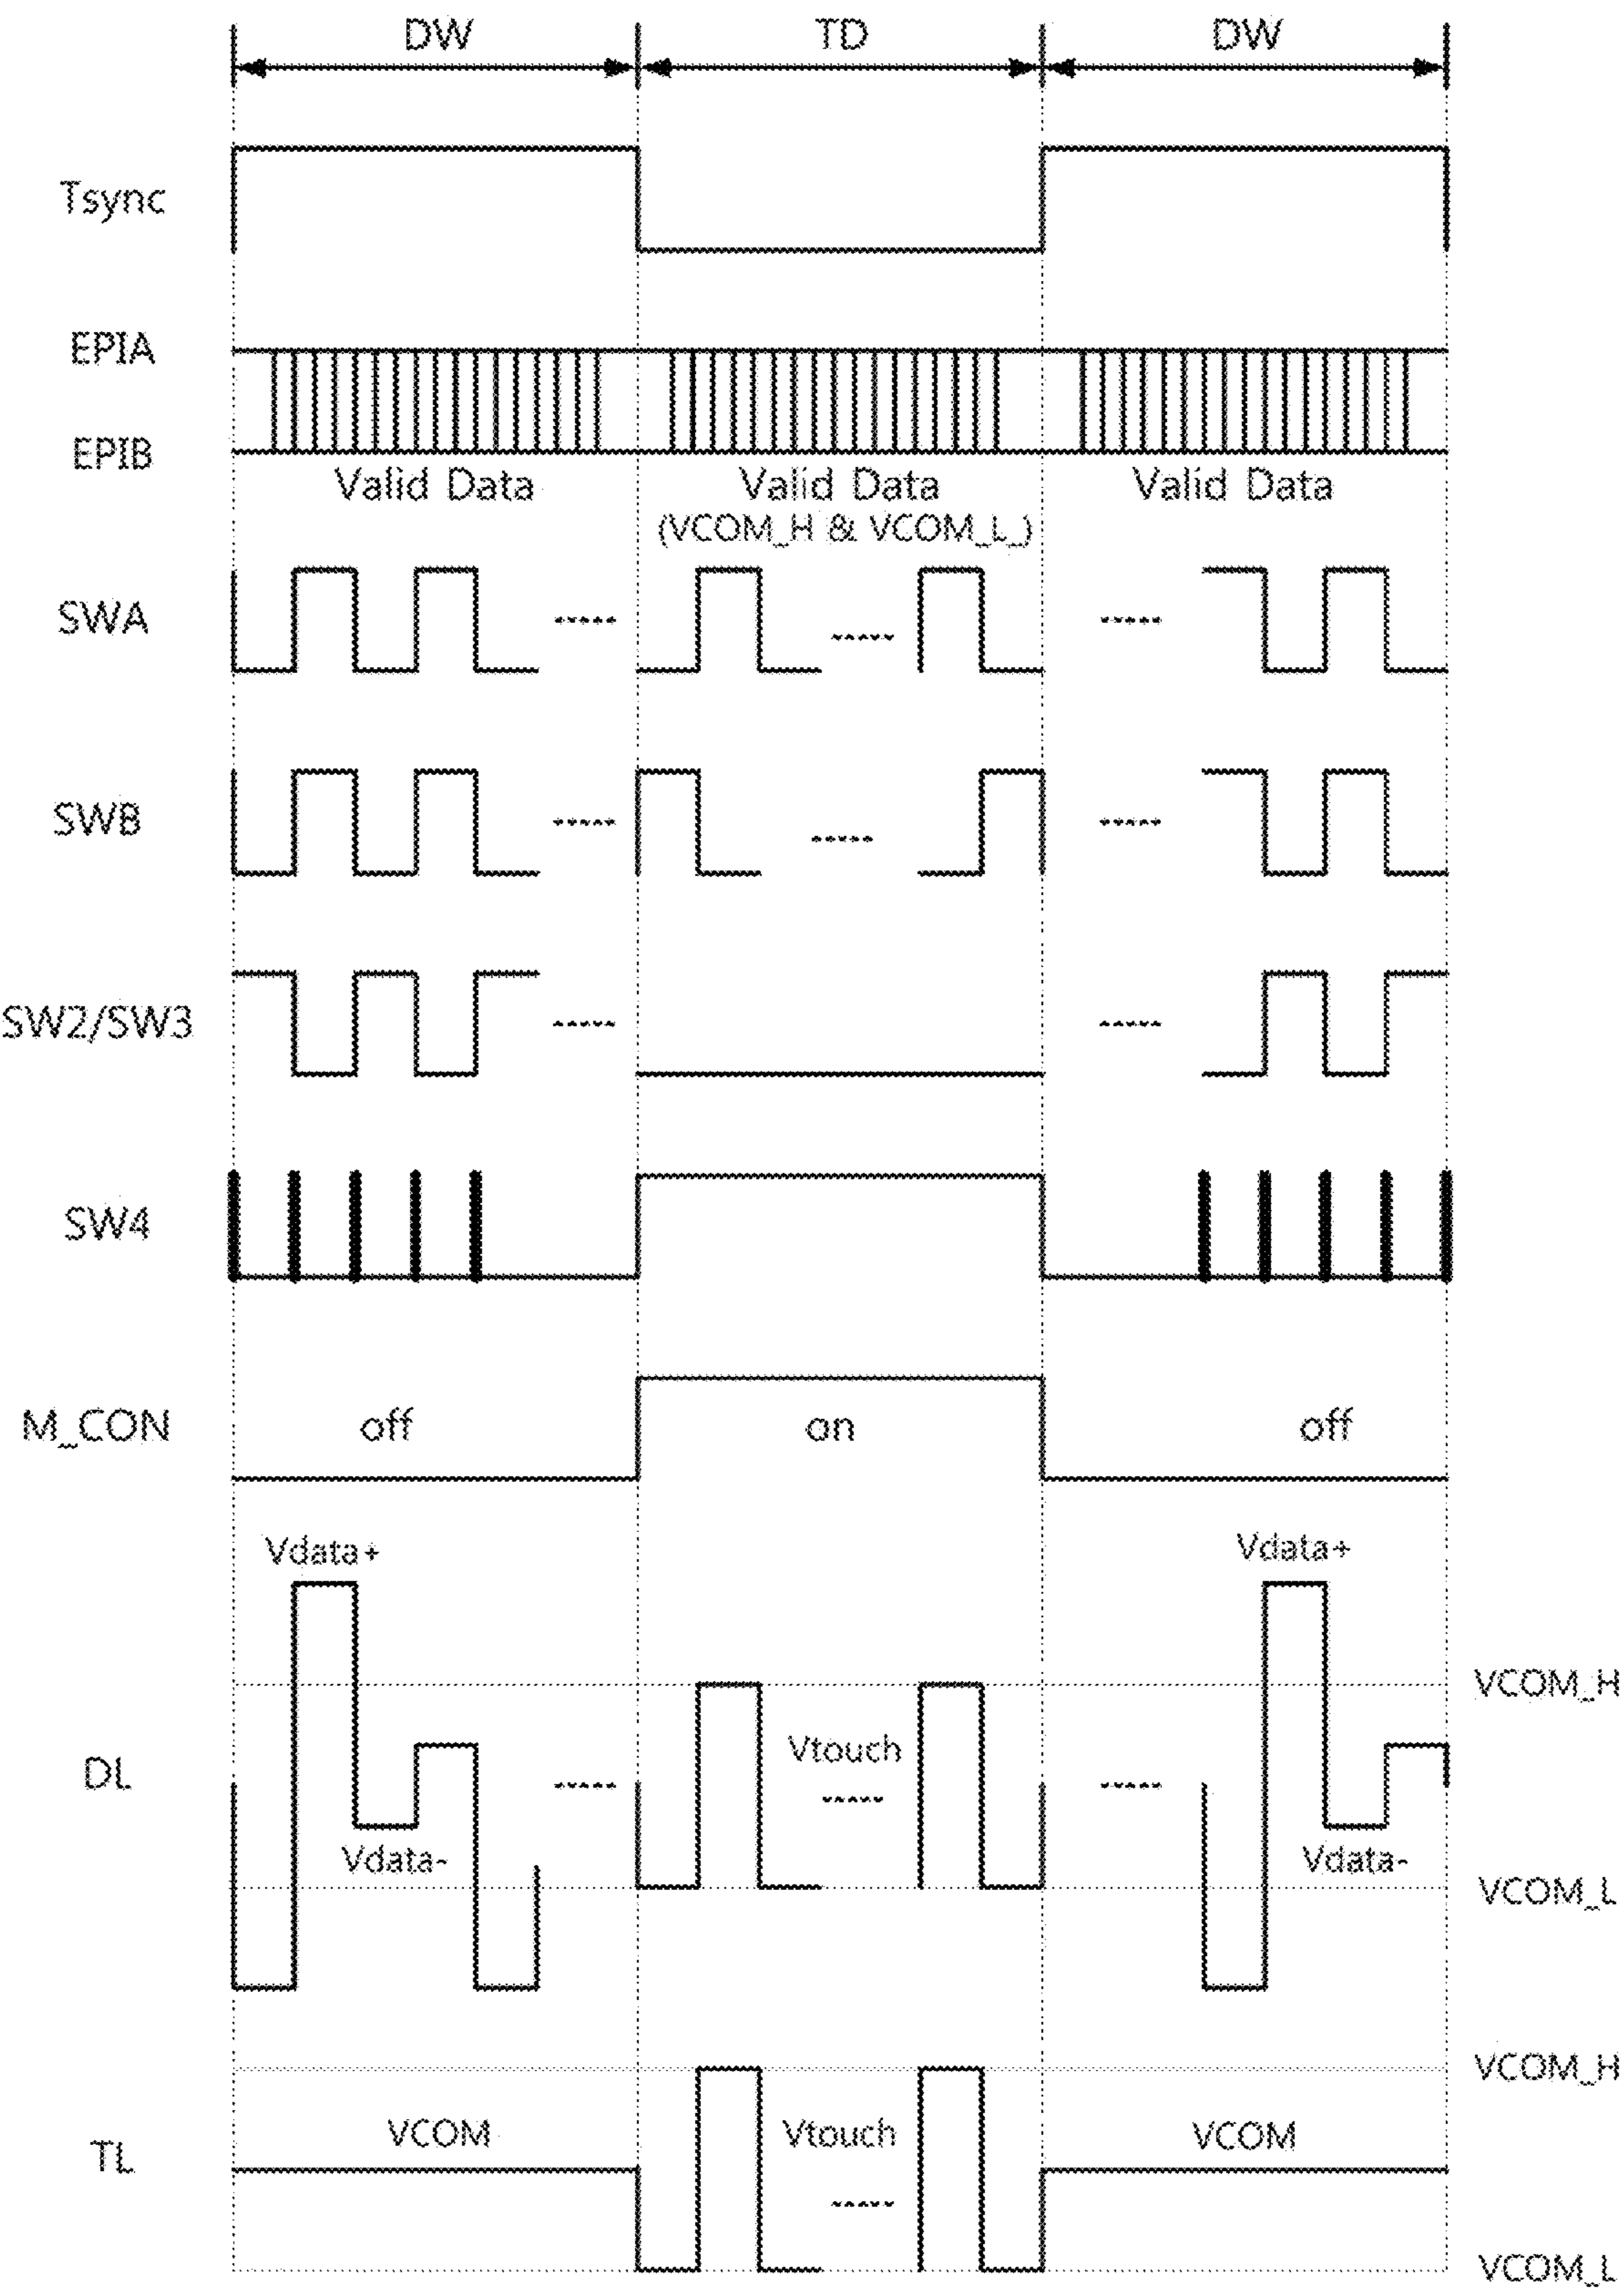 DW TD DW
Tsync
EPIA
EPIB
Valid Data Valid Data Valid Data
(VCOM_H & VCOM_L_)
SWA
SWB
SW2/SW3
SW4
M_CON off on off
Vdata+ Vdata+
VCOM_H
Vtouch
DL
Vdata- Vdata-
VCOM_L
VCOM_H
VCOM Vtouch VCOM
TL
VCOM_L